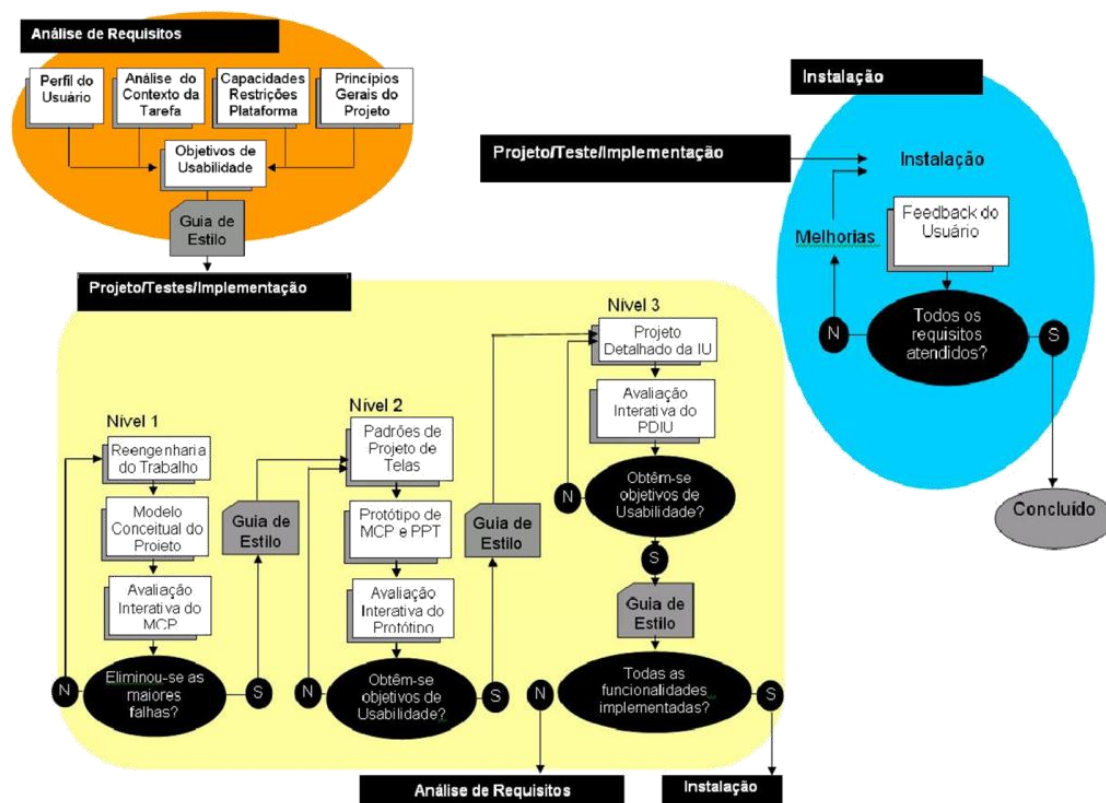 Análise de Requisitos
Perfil do
Usuário
Análise do
Contexto da
Tarefa
Capacidades
Restrições
Plataforma
Princípios
Gerais do
Projeto
Objetivos de
Usabilidade
Guia de
Estilo
Projeto/Testes/Implementação
Nível 1
Reengenharia
do Trabalho
Modelo
Conceitual do
Projeto
Avaliação
Interativa do
MCP
Eliminou-se as
maiores
falhas?
N
S
Guia de
Estilo
Nível 2
Padrões de
Projeto de
Telas
Protótipo de
MCP e PPT
Avaliação
Interativa do
Protótipo
Obtêm-se
objetivos de
Usabilidade?
N
S
Guia de
Estilo
Nível 3
Projeto
Detalhado da IU
Avaliação
Interativa do
PDIU
Obtêm-se
objetivos de
Usabilidade?
N
S
Guia de
Estilo
Todas as
funcionalidades
implementadas?
N
S
Análise de Requisitos
Instalação
Instalação
Projeto/Teste/Implementação
Instalação
Feedback do
Usuário
Melhorias
Todos os
requisitos
atendidos?
N
S
Concluído